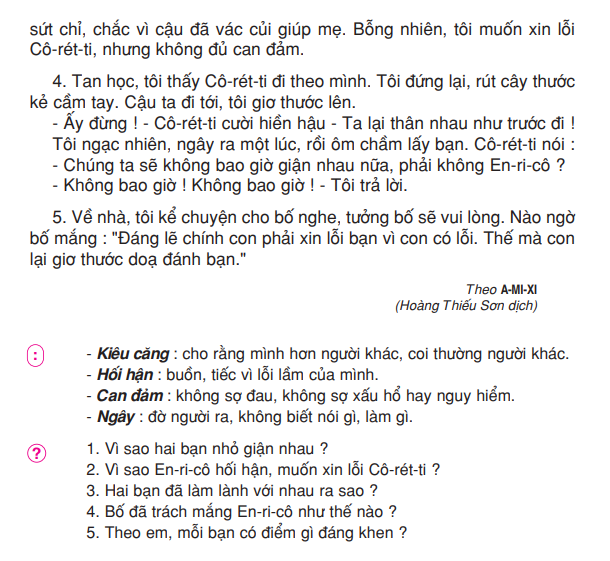 sứt chỉ, chắc vì cậu đã vác củi giúp mẹ. Bỗng nhiên, tôi muốn xin lỗi
Cô-rét-ti, nhưng không đủ can đảm.
4. Tan học, tôi thấy Cô-rét-ti đi theo mình. Tôi đứng lại, rút cây thước
kẻ cầm tay. Cậu ta đi tới, tôi giơ thước lên.
- Ấy đừng ! - Cô-rét-ti cười hiền hậu - Ta lại thân nhau như trước đi !
Tôi ngạc nhiên, ngây ra một lúc, rồi ôm chầm lấy bạn. Cô-rét-ti nói :
- Chúng ta sẽ không bao giờ giận nhau nữa, phải không En-ri-cô ?
- Không bao giờ ! Không bao giờ ! - Tôi trả lời.
5. Về nhà, tôi kể chuyện cho bố nghe, tưởng bố sẽ vui lòng. Nào ngờ
bố mắng : "Đáng lẽ chính con phải xin lỗi bạn vì con có lỗi. Thế mà con
lại giơ thước doạ đánh bạn."
Theo A-MI-XI
(Hoàng Thiếu Sơn dịch)
: - Kiêu căng : cho rằng mình hơn người khác, coi thường người khác.
- Hối hận : buồn, tiếc vì lỗi lầm của mình.
- Can đảm : không sợ đau, không sợ xấu hổ hay nguy hiểm.
- Ngây : đờ người ra, không biết nói gì, làm gì.
? 1. Vì sao hai bạn nhỏ giận nhau ?
2. Vì sao En-ri-cô hối hận, muốn xin lỗi Cô-rét-ti ?
3. Hai bạn đã làm lành với nhau ra sao ?
4. Bố đã trách mắng En-ri-cô như thế nào ?
5. Theo em, mỗi bạn có điểm gì đáng khen ?